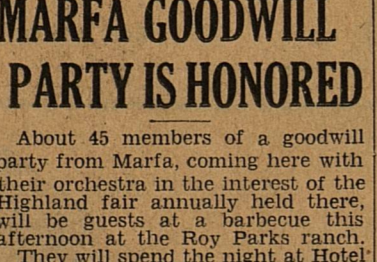 MARFA GOODWILL
PARTY IS HONORED
About 45 members of a goodwill
party from Marfa, coming here with
their orchestra in the interest of the
Highland fair annually held there,
will be guests at a barbecue this
afternoon at the Roy Parks ranch.
They will spend the night at Hotel